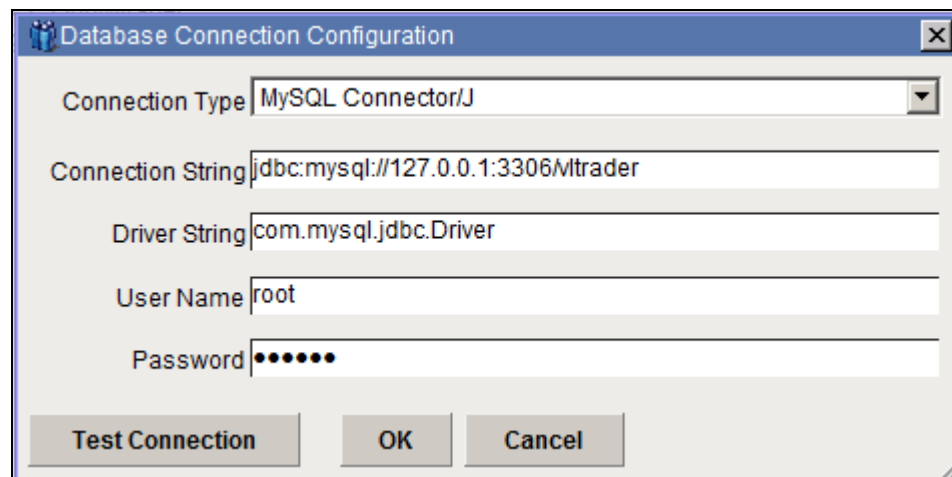 Database Connection Configuration
Connection Type MySQL Connector/J
Connection String jdbc:mysql://127.0.0.1:3306/vltrader
Driver String com.mysql.jdbc.Driver
User Name root
Password ●●●●●●
Test Connection OK Cancel